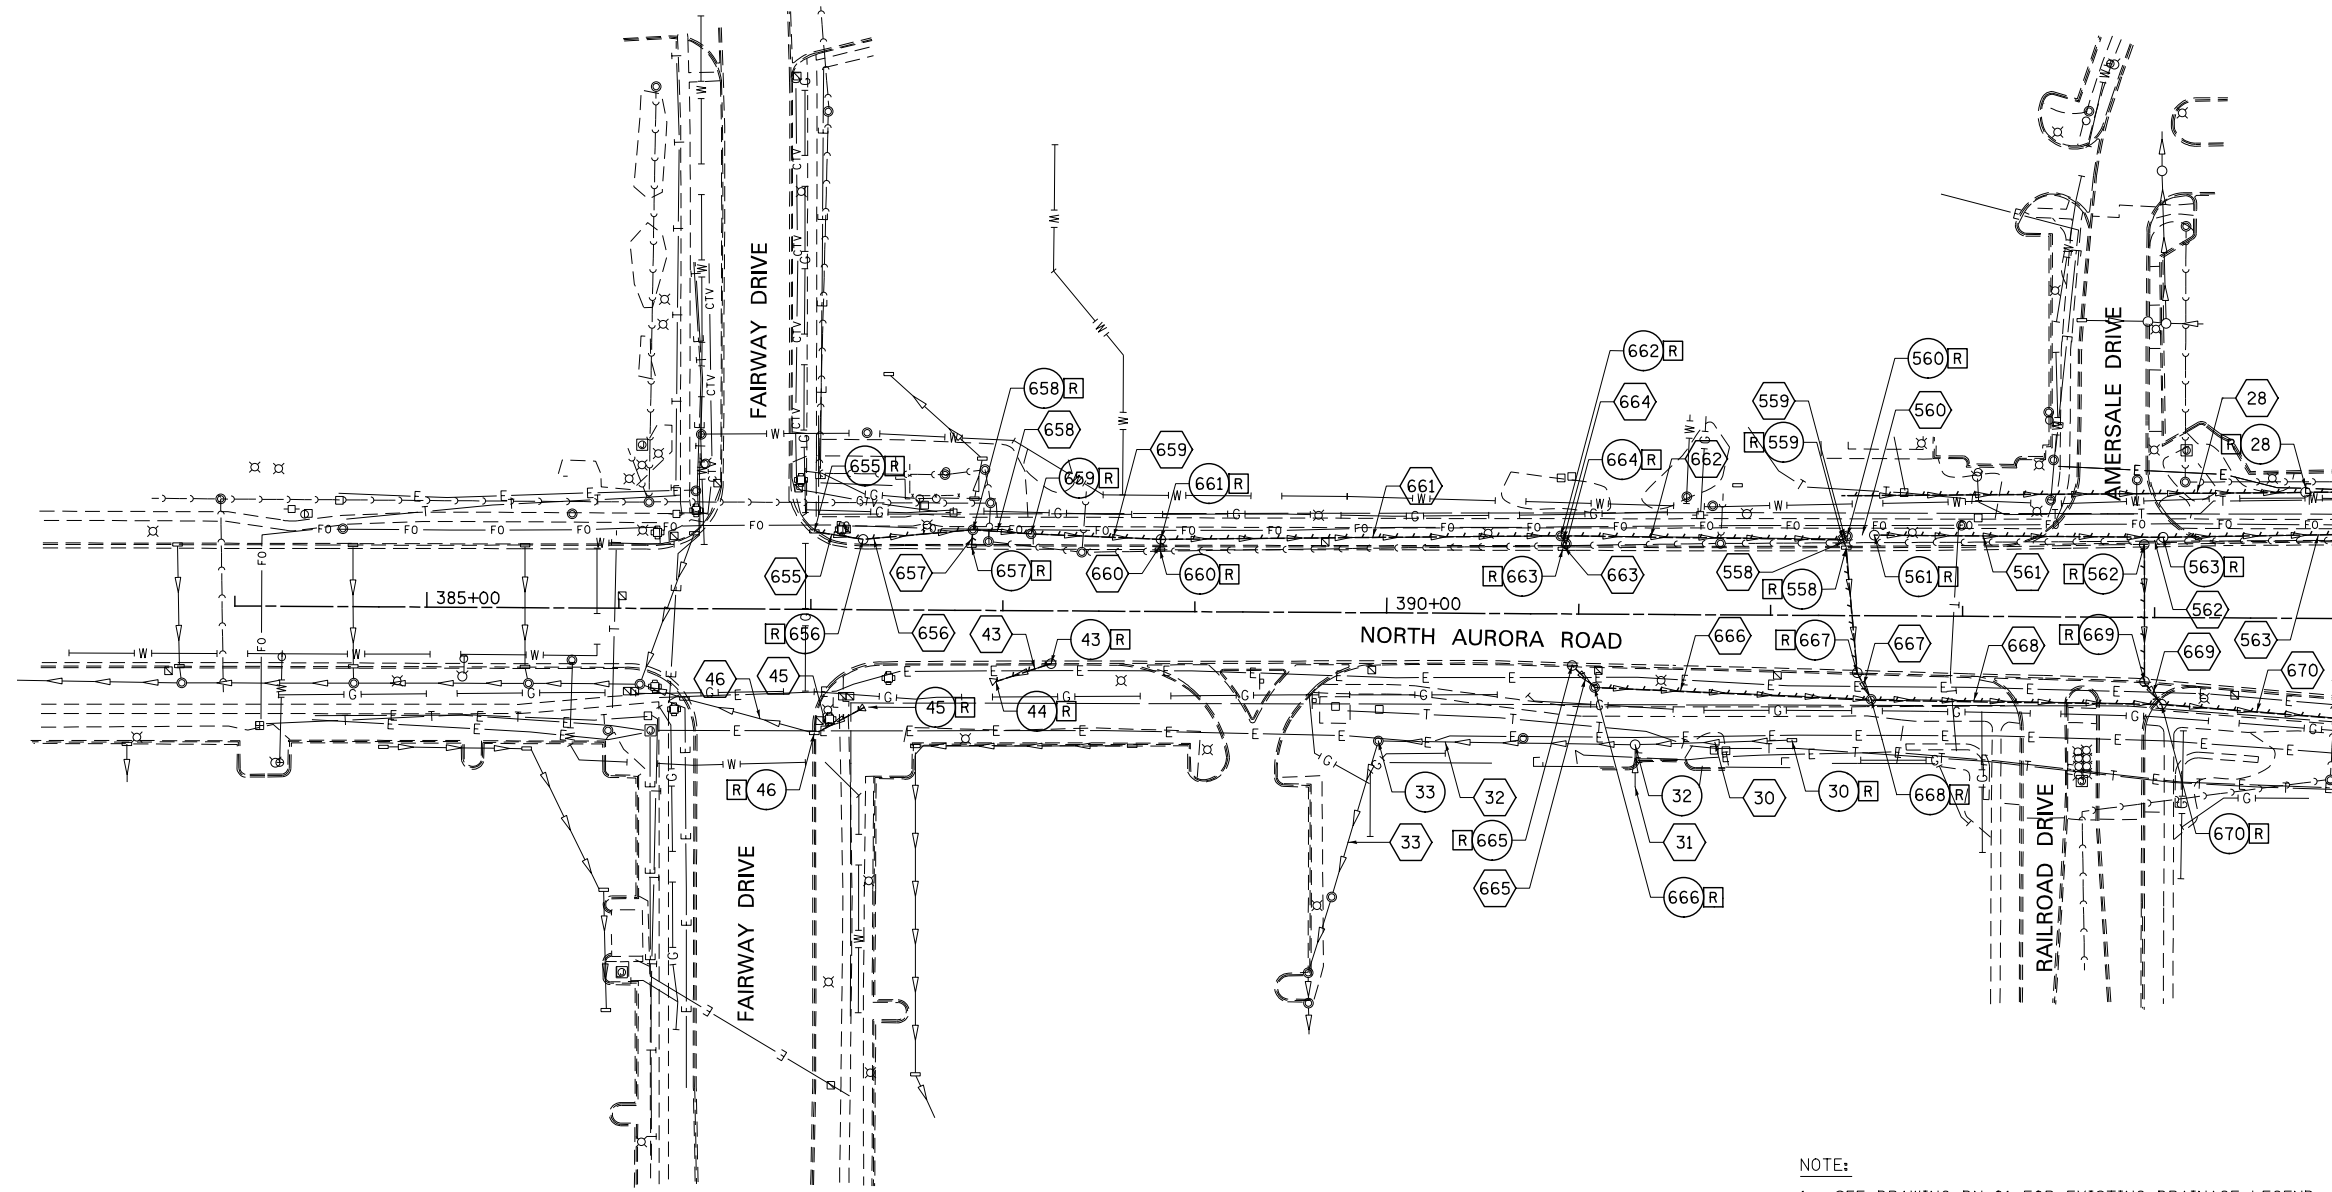 FAIRWAY DRIVE
AMERSALE DRIVE
662 R
560 R
658 R
664
559
560
28
658
655 R
659 R
659
661 R
661
664 R
662
R 559
R 28
385+00
390+00
NORTH AURORA ROAD
655
657
657 R
660
660 R
R 663
663
558
R 558
561 R
561
R 562
563 R
562
R 656
656
43
43 R
666
R 667
667
668
R 669
669
563
670
46
45
45 R
44 R
R 46
33
32
32
30
30 R
668 R
R 665
33
31
670 R
665
666 R
FAIRWAY DRIVE
RAILROAD DRIVE
NOTE: